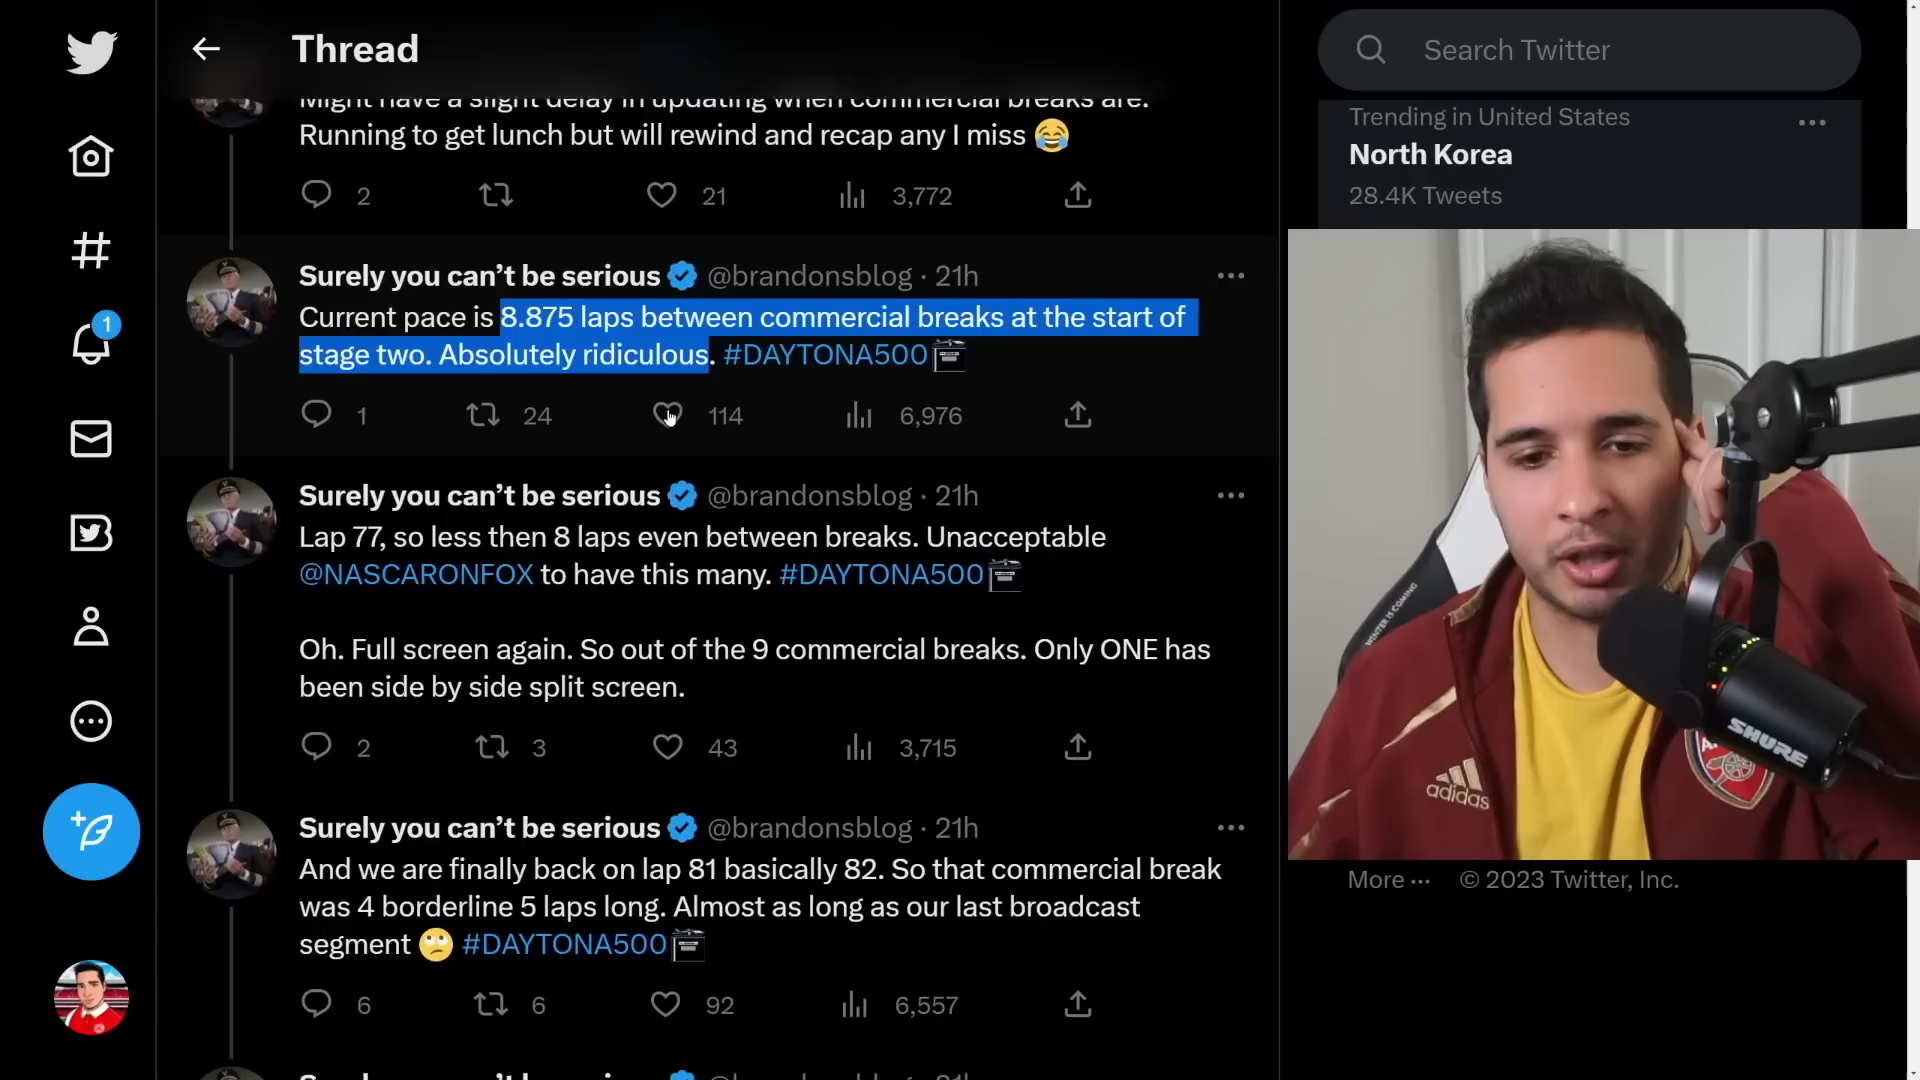 Thread
Search Twitter
Might have a slight delay in updating when commercial breaks are.
Running to get lunch but will rewind and recap any I miss 😂
2
21
3,772
Trending in United States
North Korea
28.4K Tweets
1
Surely you can't be serious @brandonsblog · 21h
Current pace is 8.875 laps between commercial breaks at the start of
stage two. Absolutely ridiculous. #DAYTONA500
1
24
114
6,976
Surely you can't be serious @brandonsblog · 21h
Lap 77, so less then 8 laps even between breaks. Unacceptable
@NASCARONFOX to have this many. #DAYTONA500
Oh. Full screen again. So out of the 9 commercial breaks. Only ONE has
been side by side split screen.
2
3
43
3,715
Surely you can't be serious @brandonsblog · 21h
And we are finally back on lap 81 basically 82. So that commercial break
was 4 borderline 5 laps long. Almost as long as our last broadcast
segment 🙄 #DAYTONA500
6
6
92
6,557
WINTER IS COMING
adidas
SHURE
More ··· © 2023 Twitter, Inc.